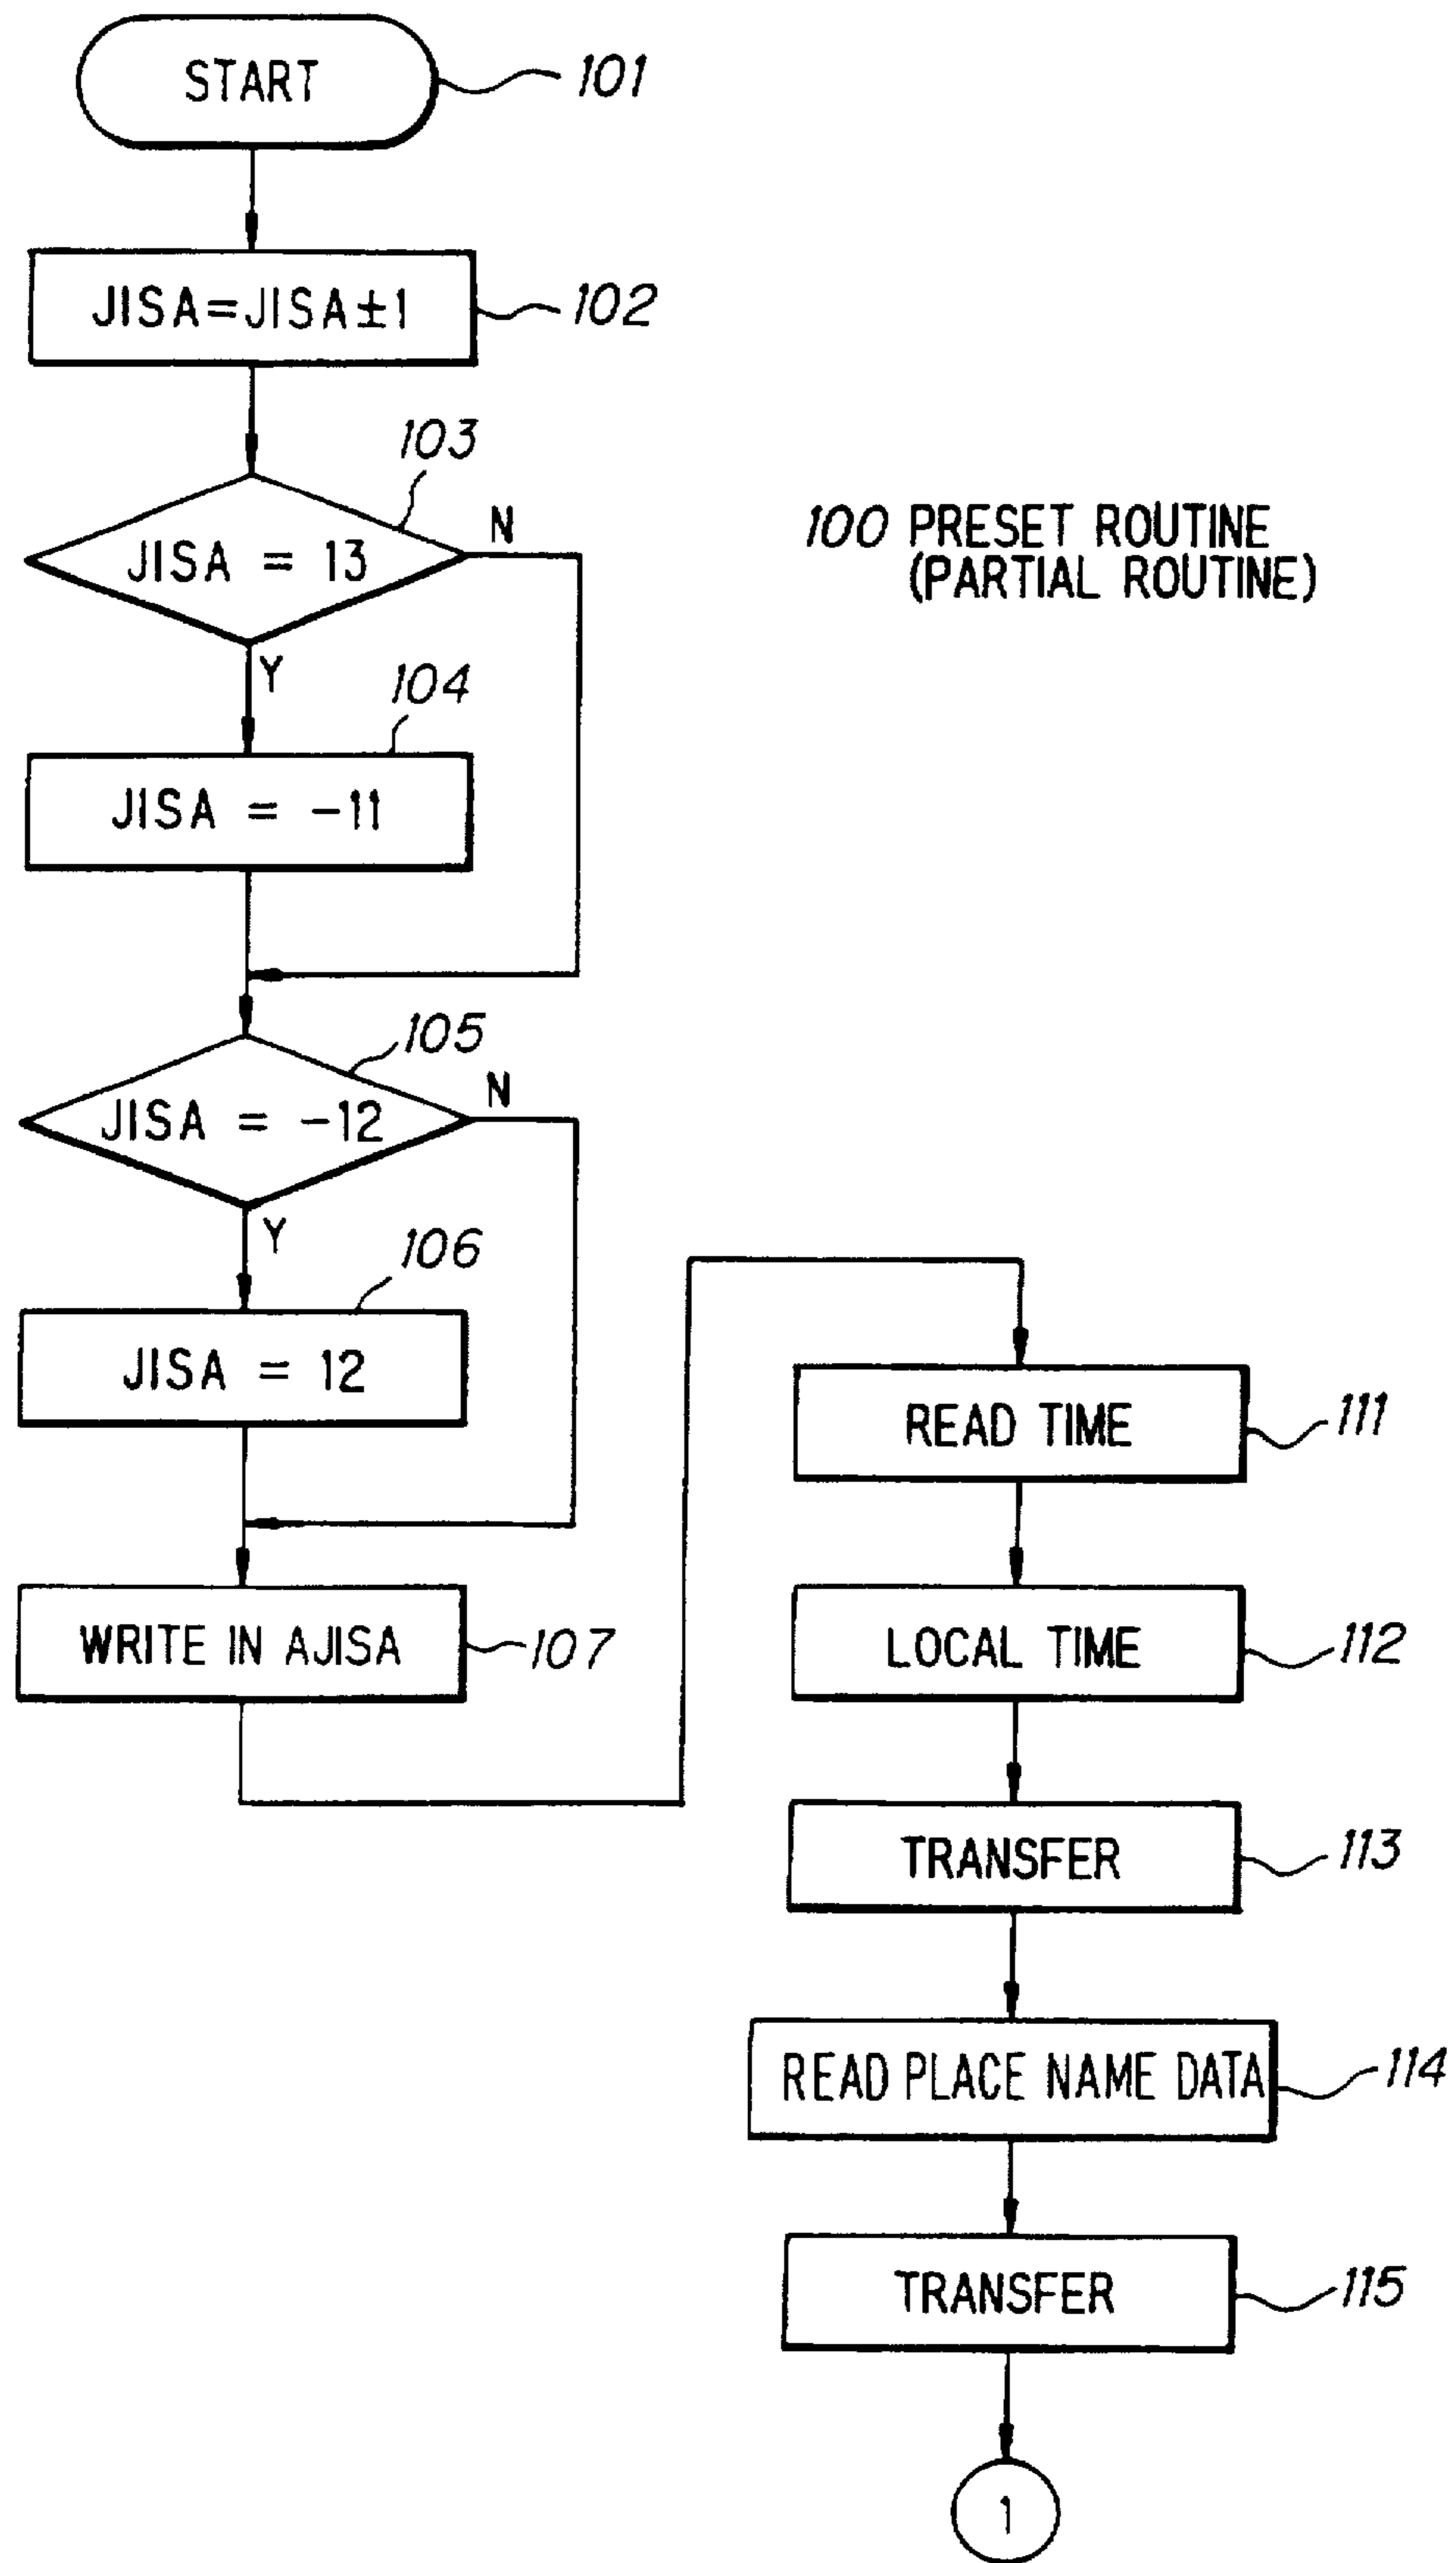 START
101
JISA=JISA±1
102
103
JISA = 13
N
Y
100 PRESET ROUTINE
(PARTIAL ROUTINE)
104
JISA = -11
105
JISA = -12
N
Y
106
JISA = 12
WRITE IN AJISA
107
READ TIME
111
LOCAL TIME
112
TRANSFER
113
READ PLACE NAME DATA
114
TRANSFER
115
1